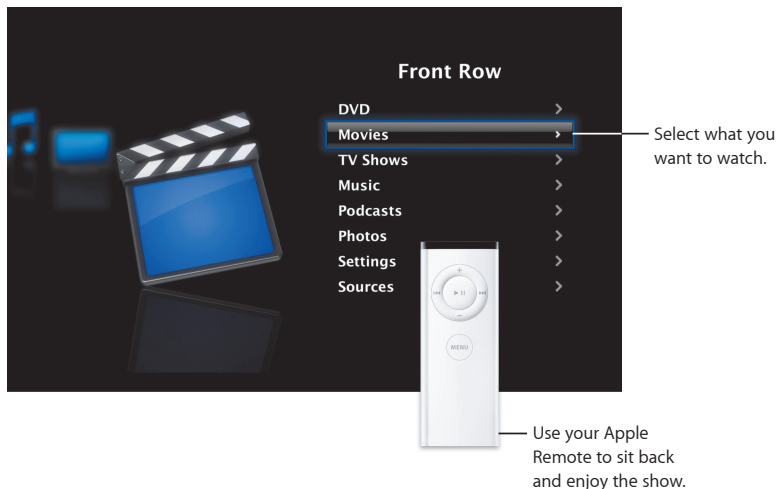 Front Row
DVD
Movies
TV Shows
Music
Podcasts
Photos
Settings
Sources
MENU
Select what you
want to watch.
Use your Apple
Remote to sit back
and enjoy the show.